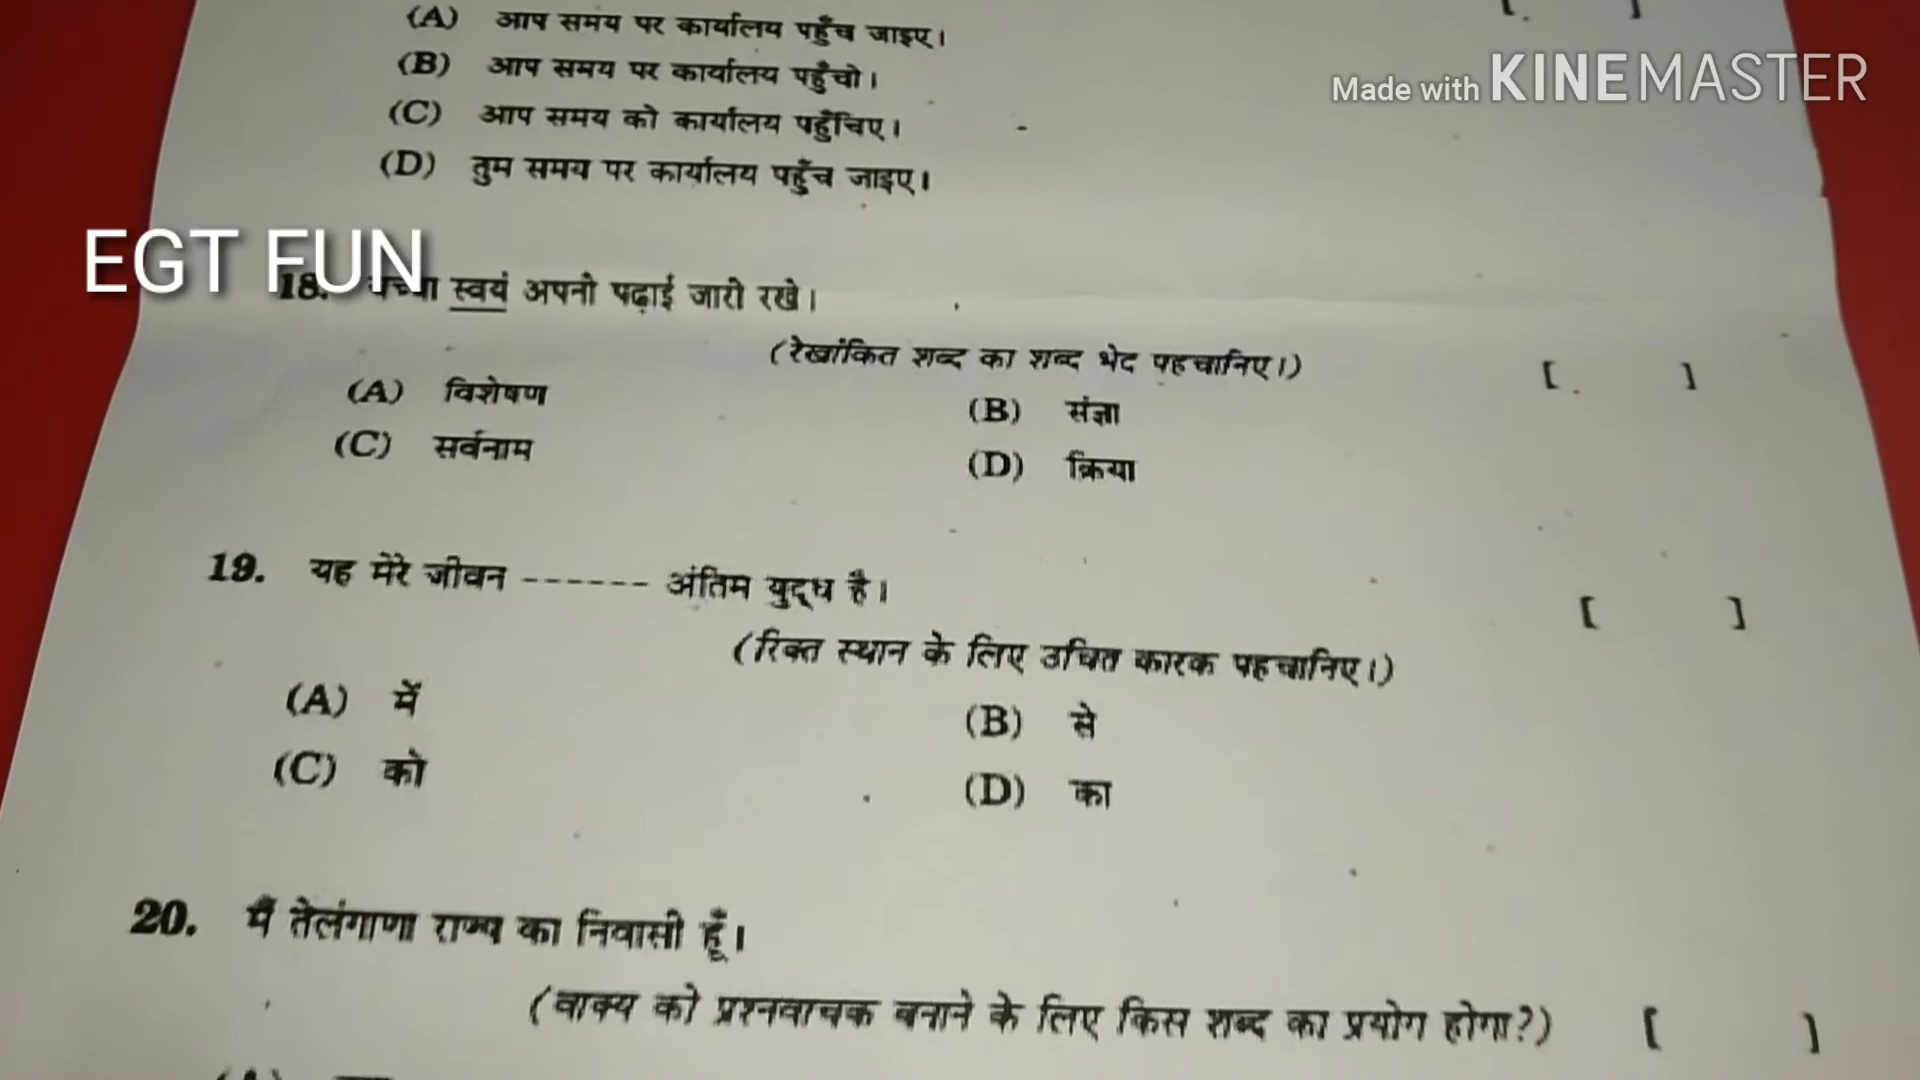 (A) आप समय पर कार्यालय पहुँच जाइए।
(B) आप समय पर कार्यालय पहुँचो।
(C) आप समय को कार्यालय पहुँचिए।
(D) तुम समय पर कार्यालय पहुँच जाइए।
Made with KINEMASTER
EGT FUN
18. स्वयं अपनी पढ़ाई जारी रखे।
(रेखांकित शब्द का शब्द भेद पहचानिए।) [ ]
(A) विशेषण (B) संज्ञा
(C) सर्वनाम (D) क्रिया
19. यह मेरे जीवन ------ अंतिम युद्ध है।
[ ]
(रिक्त स्थान के लिए उचित कारक पहचानिए।)
(A) में (B) से
(C) को (D) का
20. मैं तेलंगाणा राज्य का निवासी हूँ।
(वाक्य को प्रश्नवाचक बनाने के लिए किस शब्द का प्रयोग होगा?) [ ]